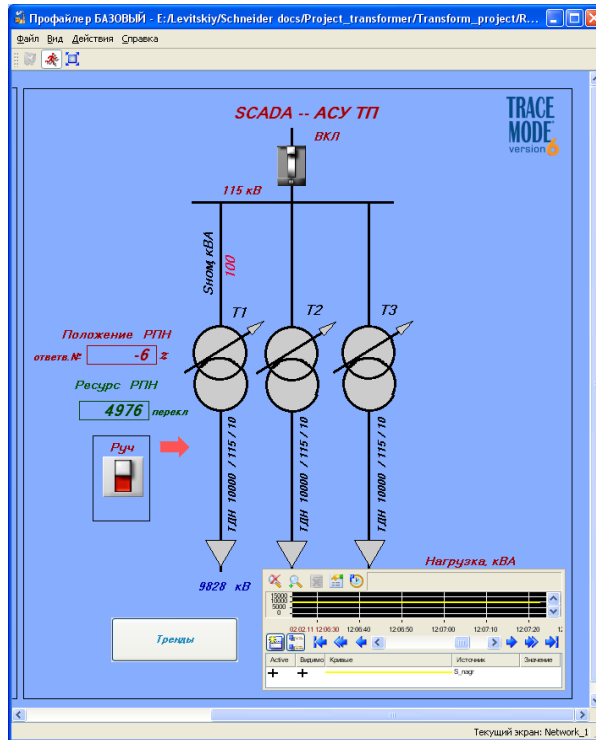 Профайлер БАЗОВЫЙ - E:/Levitskiy/Schneider docs/Project_transformer/Transform_project/R...
Файл Вид Действия Справка
SCADA -- АСУ ТП
TRACE
MODE
version 6
ВКЛ
115 кВ
Sном, кВА
100
T1
T2
T3
Положение РПН
ответв.№ -6 %
Ресурс РПН
4976 перекл
Руч
ТДН 10000 / 115 / 10
ТДН 10000 / 115 / 10
ТДН 10000 / 115 / 10
9828 кВ
Нагрузка, кВА
15000
10000
5000
0
02.02.11 12:06:30 12:06:40 12:06:50 12:07:00 12:07:10 12:07:20
Active Видимо Кривые Источник Значение
S_nagr
Тренды
Текущий экран: Network_1